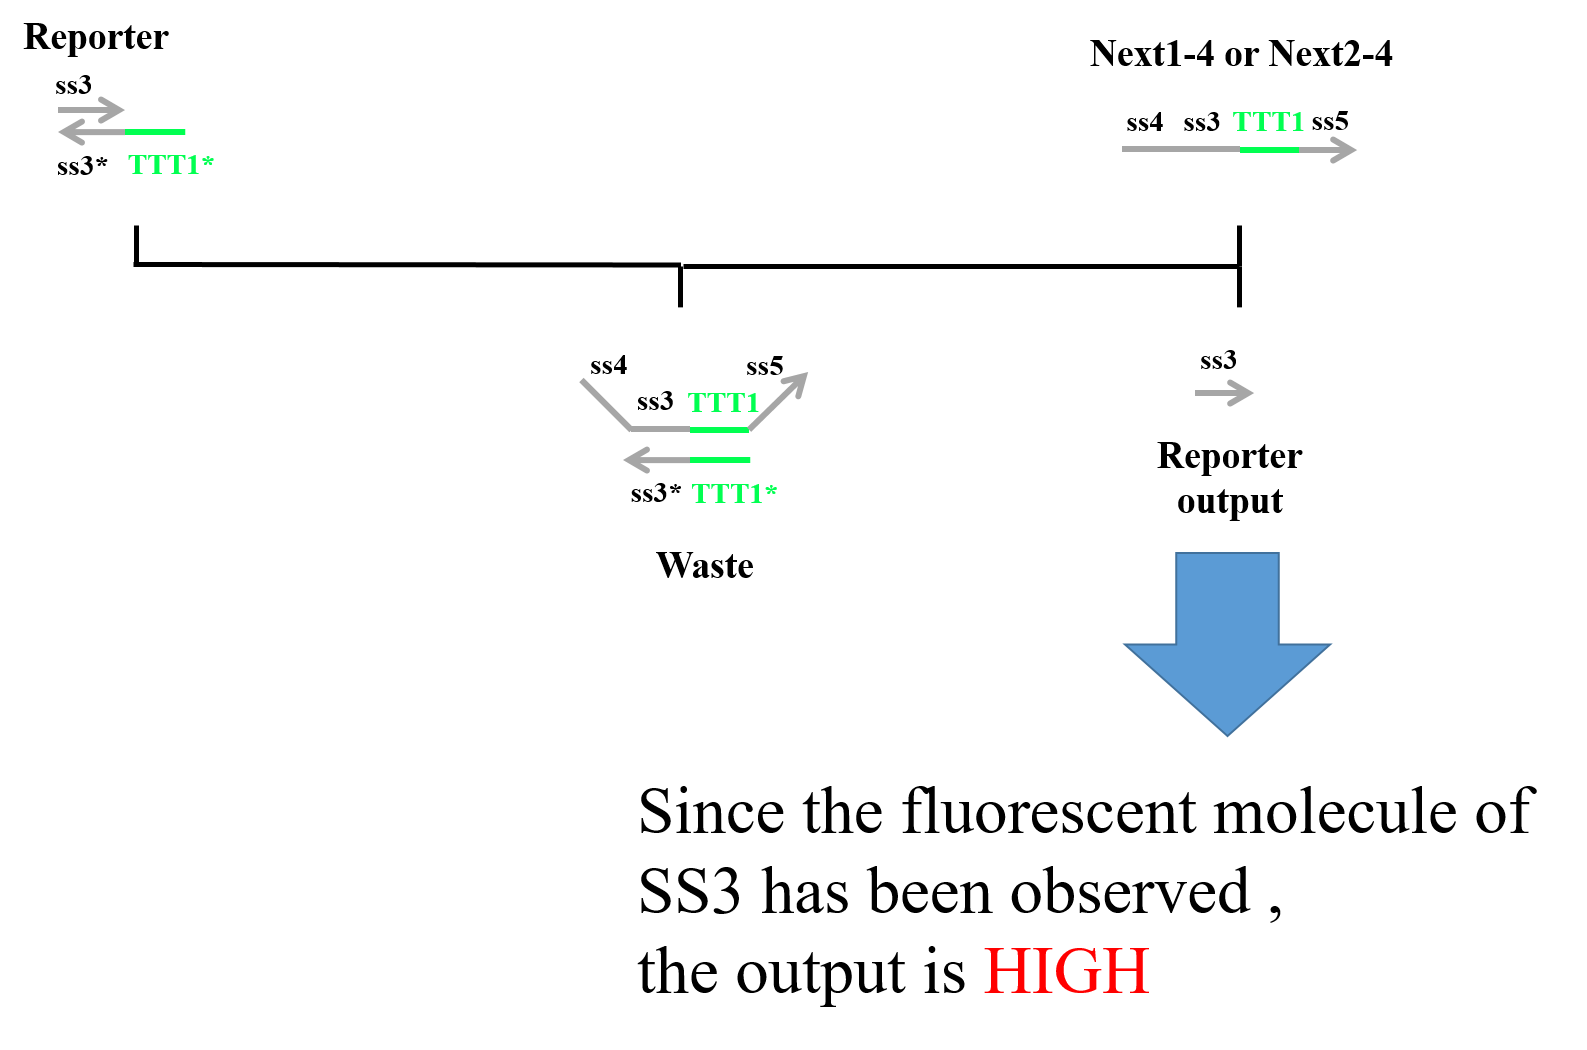 Reporter
Next1-4 or Next2-4
ss3
ss4 ss3 TTT1 ss5
ss3* TTT1*
ss4 ss5
ss3 TTT1
ss3
ss3* TTT1*
Reporter
output
Waste
Since the fluorescent molecule of
SS3 has been observed ,
the output is HIGH